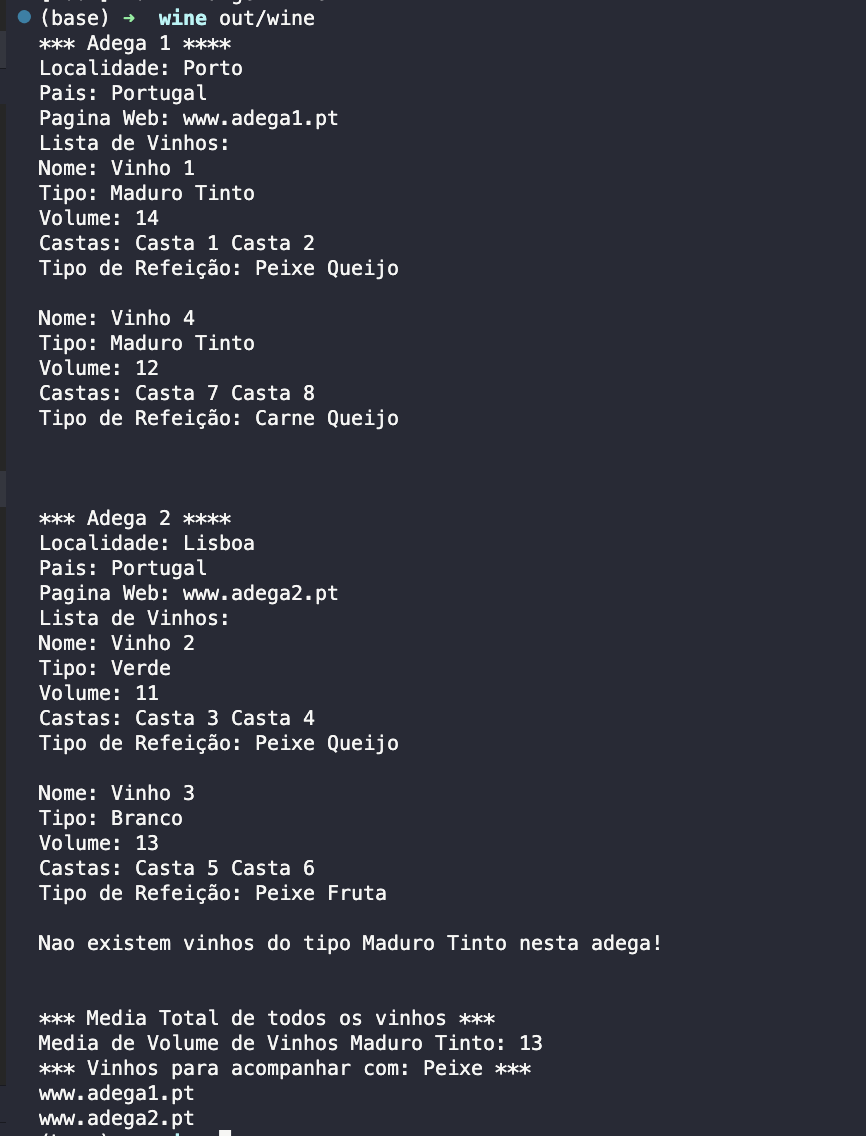 (base) ➜ wine out/wine
*** Adega 1 ****
Localidade: Porto
Pais: Portugal
Pagina Web: www.adega1.pt
Lista de Vinhos:
Nome: Vinho 1
Tipo: Maduro Tinto
Volume: 14
Castas: Casta 1 Casta 2
Tipo de Refeição: Peixe Queijo
Nome: Vinho 4
Tipo: Maduro Tinto
Volume: 12
Castas: Casta 7 Casta 8
Tipo de Refeição: Carne Queijo
*** Adega 2 ****
Localidade: Lisboa
Pais: Portugal
Pagina Web: www.adega2.pt
Lista de Vinhos:
Nome: Vinho 2
Tipo: Verde
Volume: 11
Castas: Casta 3 Casta 4
Tipo de Refeição: Peixe Queijo
Nome: Vinho 3
Tipo: Branco
Volume: 13
Castas: Casta 5 Casta 6
Tipo de Refeição: Peixe Fruta
Nao existem vinhos do tipo Maduro Tinto nesta adega!
*** Media Total de todos os vinhos ***
Media de Volume de Vinhos Maduro Tinto: 13
*** Vinhos para acompanhar com: Peixe ***
www.adega1.pt
www.adega2.pt